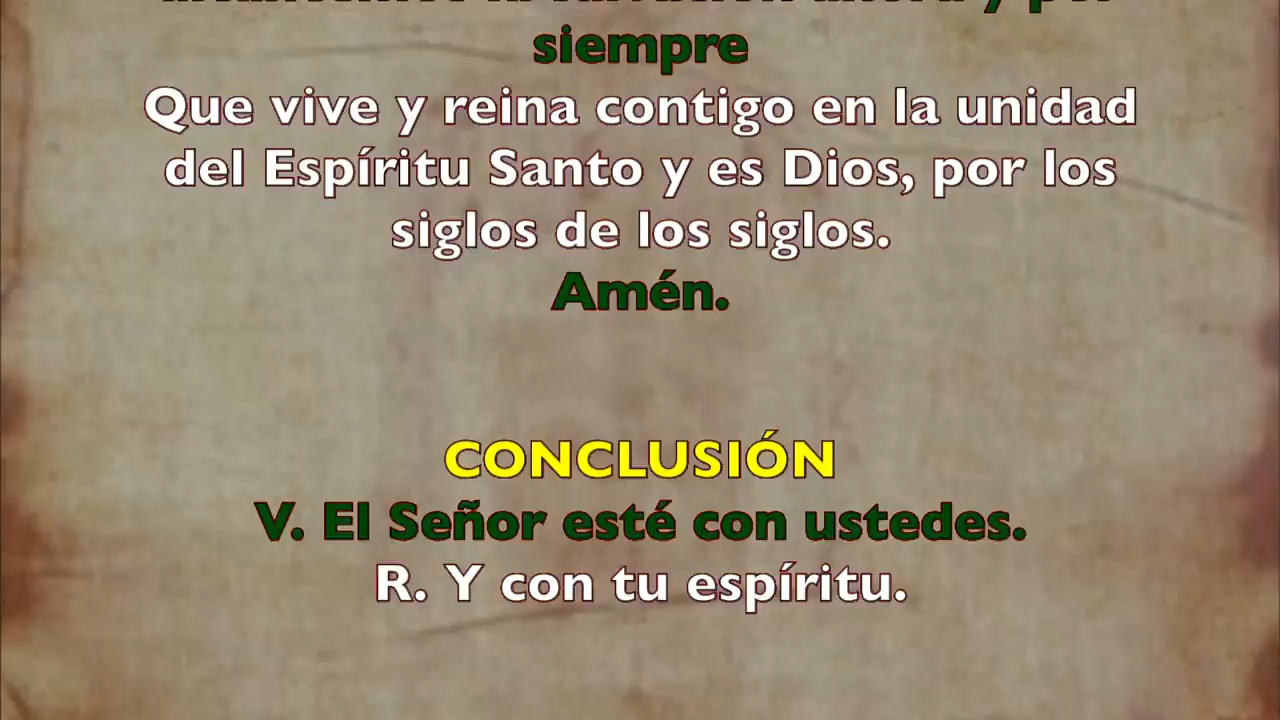 siempre
Que vive y reina contigo en la unidad
del Espíritu Santo y es Dios, por los
siglos de los siglos.
Amén.
CONCLUSIÓN
V. El Señor esté con ustedes.
R. Y con tu espíritu.